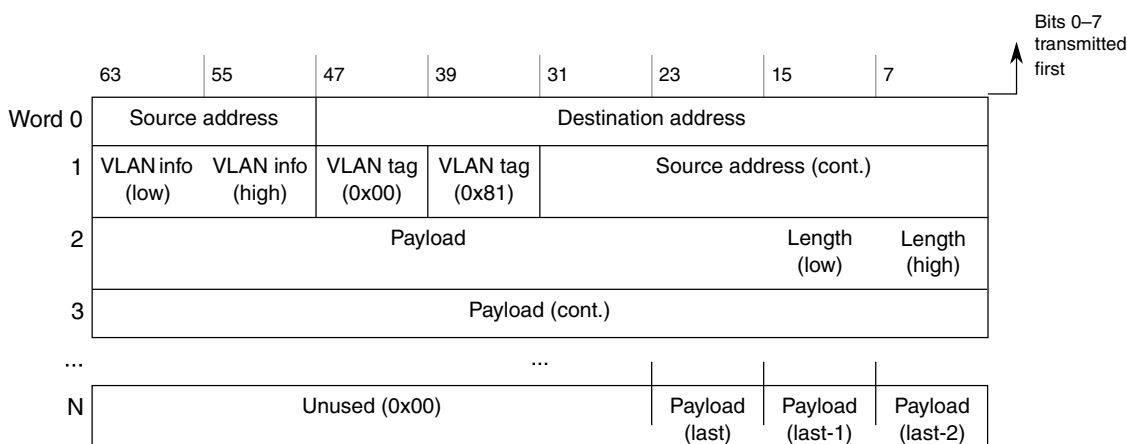 Bits 0–7
transmitted
first
63 55 47 39 31 23 15 7
Word 0 Source address Destination address
1 VLAN info VLAN info VLAN tag VLAN tag Source address (cont.)
(low) (high) (0x00) (0x81)
2 Payload Length Length
(low) (high)
3 Payload (cont.)
... ...
N Unused (0x00) Payload Payload Payload
(last) (last-1) (last-2)